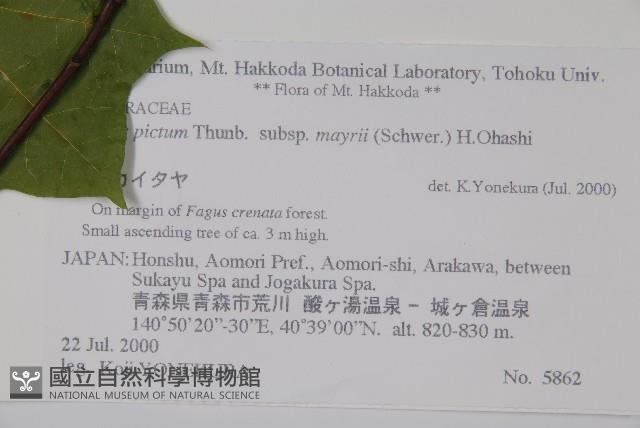 rium, Mt. Hakkoda Botanical Laboratory, Tohoku Univ.
** Flora of Mt. Hakkoda **
RACEAE
pictum Thunb. subsp. mayrii (Schwer.) H.Ohashi
カイタヤ det. K.Yonekura (Jul. 2000)
On margin of Fagus crenata forest.
Small ascending tree of ca. 3 m high.
JAPAN: Honshu, Aomori Pref., Aomori-shi, Arakawa, between
Sukayu Spa and Jogakura Spa.
青森県青森市荒川 酸ヶ湯温泉 － 城ヶ倉温泉
140°50'20"-30"E, 40°39'00"N. alt. 820-830 m.
22 Jul. 2000
leg. Koji YONEKURA No. 5862
國立自然科學博物館
NATIONAL MUSEUM OF NATURAL SCIENCE